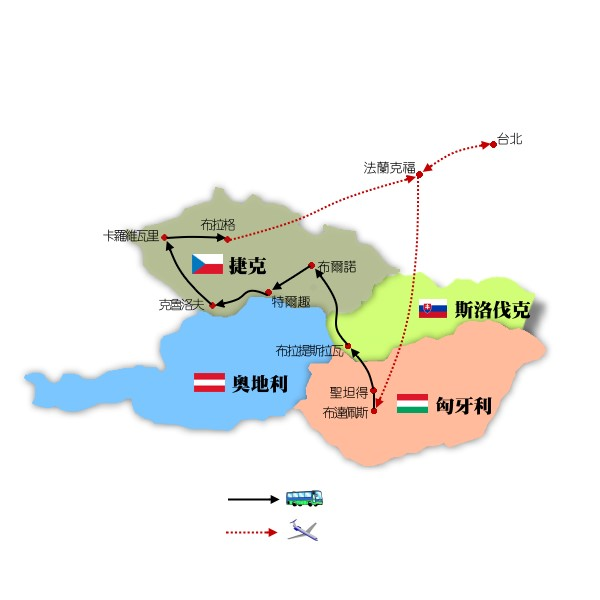 台北
法蘭克福
布拉格
卡羅維瓦里
捷克
布爾諾
特爾趣
克魯洛夫
斯洛伐克
布拉提斯拉瓦
奧地利
聖坦得
匈牙利
布達佩斯